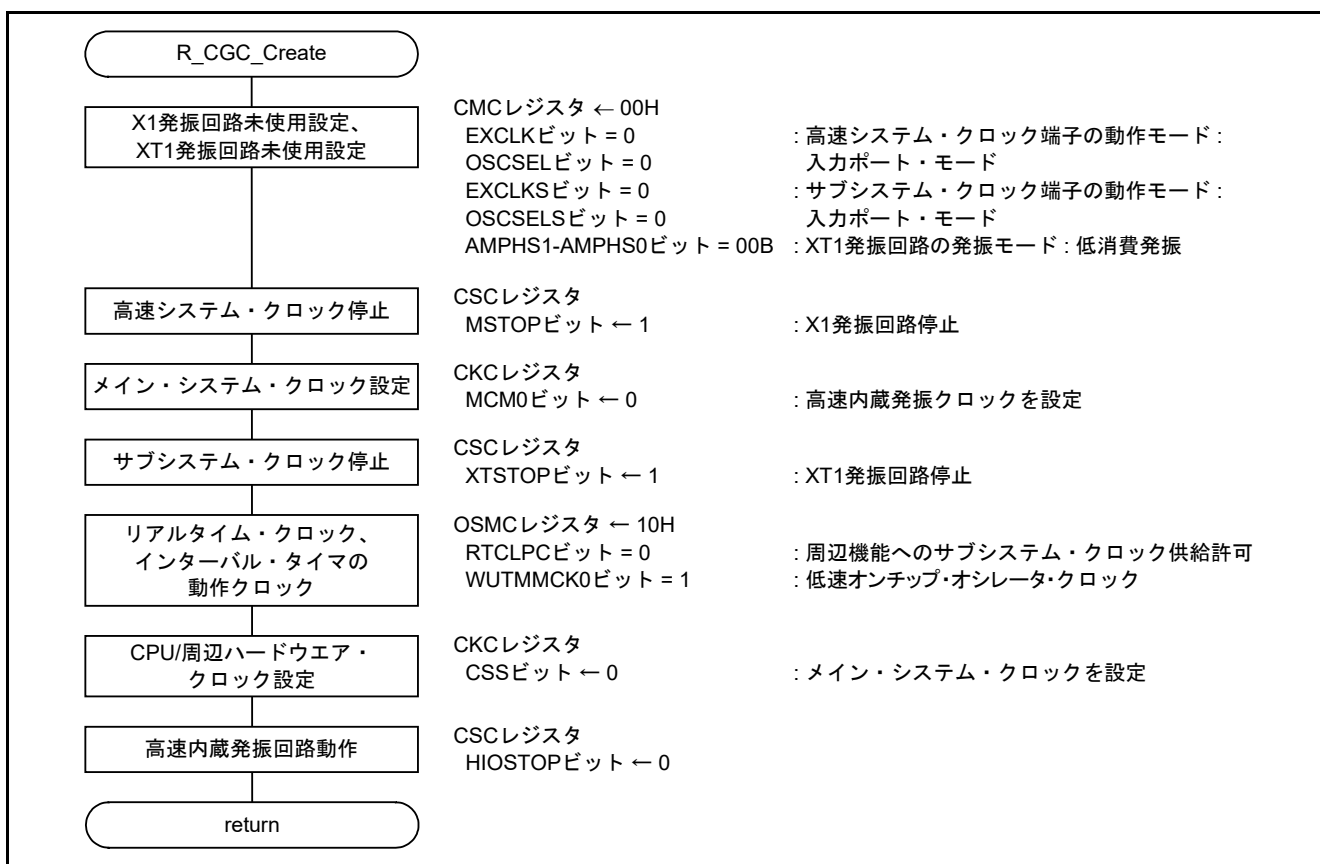 R_CGC_Create
X1発振回路未使用設定、
XT1発振回路未使用設定
CMCレジスタ ← 00H
EXCLKビット = 0 : 高速システム・クロック端子の動作モード :
OSCSELビット = 0 入力ポート・モード
EXCLKSビット = 0 : サブシステム・クロック端子の動作モード :
OSCSELSビット = 0 入力ポート・モード
AMPHS1-AMPHS0ビット = 00B : XT1発振回路の発振モード : 低消費発振
高速システム・クロック停止
CSCレジスタ
MSTOPビット ← 1 : X1発振回路停止
メイン・システム・クロック設定
CKCレジスタ
MCM0ビット ← 0 : 高速内蔵発振クロックを設定
サブシステム・クロック停止
CSCレジスタ
XTSTOPビット ← 1 : XT1発振回路停止
リアルタイム・クロック、
インターバル・タイマの
動作クロック
OSMCレジスタ ← 10H
RTCLPCビット = 0 : 周辺機能へのサブシステム・クロック供給許可
WUTMMCK0ビット = 1 : 低速オンチップ・オシレータ・クロック
CPU/周辺ハードウエア・
クロック設定
CKCレジスタ
CSSビット ← 0 : メイン・システム・クロックを設定
高速内蔵発振回路動作
CSCレジスタ
HIOSTOPビット ← 0
return